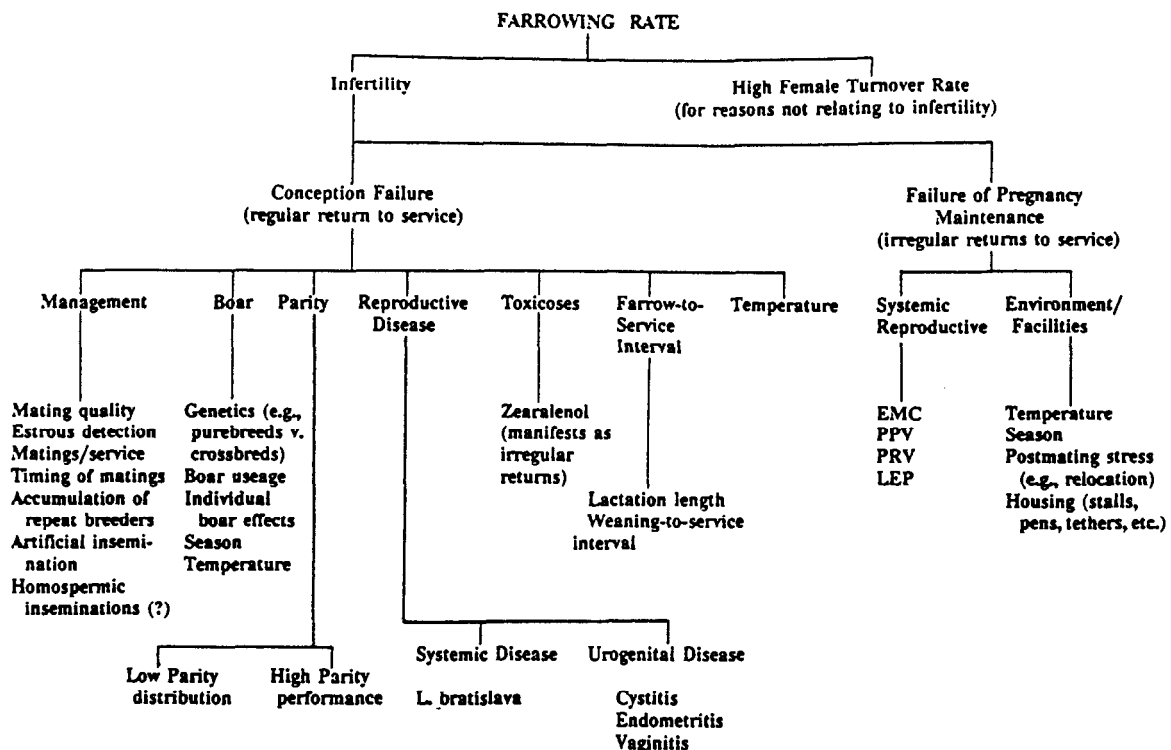 FARROWING RATE
Infertility
High Female Turnover Rate
(for reasons not relating to infertility)
Conception Failure
(regular return to service)
Failure of Pregnancy
Maintenance
(irregular returns to service)
Management
Boar
Parity
Reproductive
Disease
Toxicoses
Farrow-to-
Service
Interval
Temperature
Systemic
Reproductive
Environment/
Facilities
Mating quality
Estrous detection
Matings/service
Timing of matings
Accumulation of
repeat breeders
Artificial insemi-
nation
Homospermic
inseminations (?)
Genetics (e.g.,
purebreeds v.
crossbreds)
Boar useage
Individual
boar effects
Season
Temperature
Zearalenol
(manifests as
irregular
returns)
Lactation length
Weaning-to-service
interval
EMC
PPV
PRV
LEP
Temperature
Season
Postmating stress
(e.g., relocation)
Housing (stalls,
pens, tethers, etc.)
Low Parity
distribution
High Parity
performance
Systemic Disease
L. bratislava
Urogenital Disease
Cystitis
Endometritis
Vaginitis